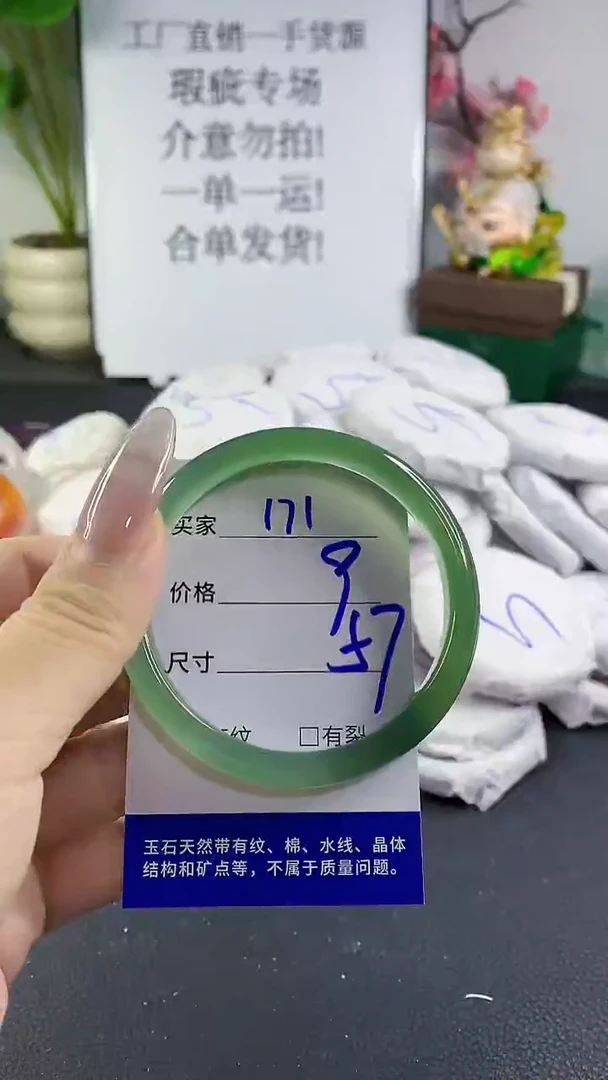 工厂直销一手货源
瑕疵专场
介意勿拍!
一单一运!
合单发货!
买家 171
价格 9
尺寸 57
纹 □有裂
玉石天然带有纹、棉、水线、晶体
结构和矿点等，不属于质量问题。